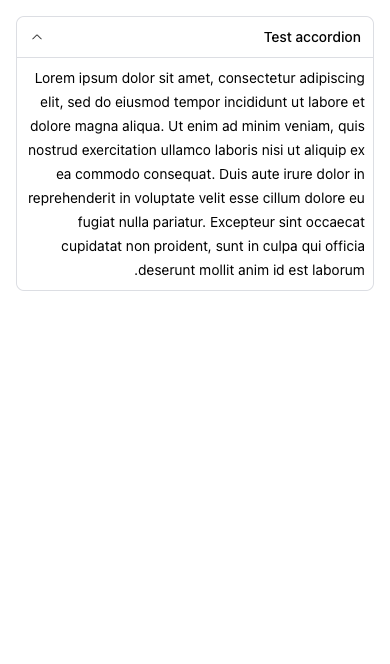 Test accordion
Lorem ipsum dolor sit amet, consectetur adipiscing
elit, sed do eiusmod tempor incididunt ut labore et
dolore magna aliqua. Ut enim ad minim veniam, quis
nostrud exercitation ullamco laboris nisi ut aliquip ex
ea commodo consequat. Duis aute irure dolor in
reprehenderit in voluptate velit esse cillum dolore eu
fugiat nulla pariatur. Excepteur sint occaecat
cupidatat non proident, sunt in culpa qui officia
.deserunt mollit anim id est laborum